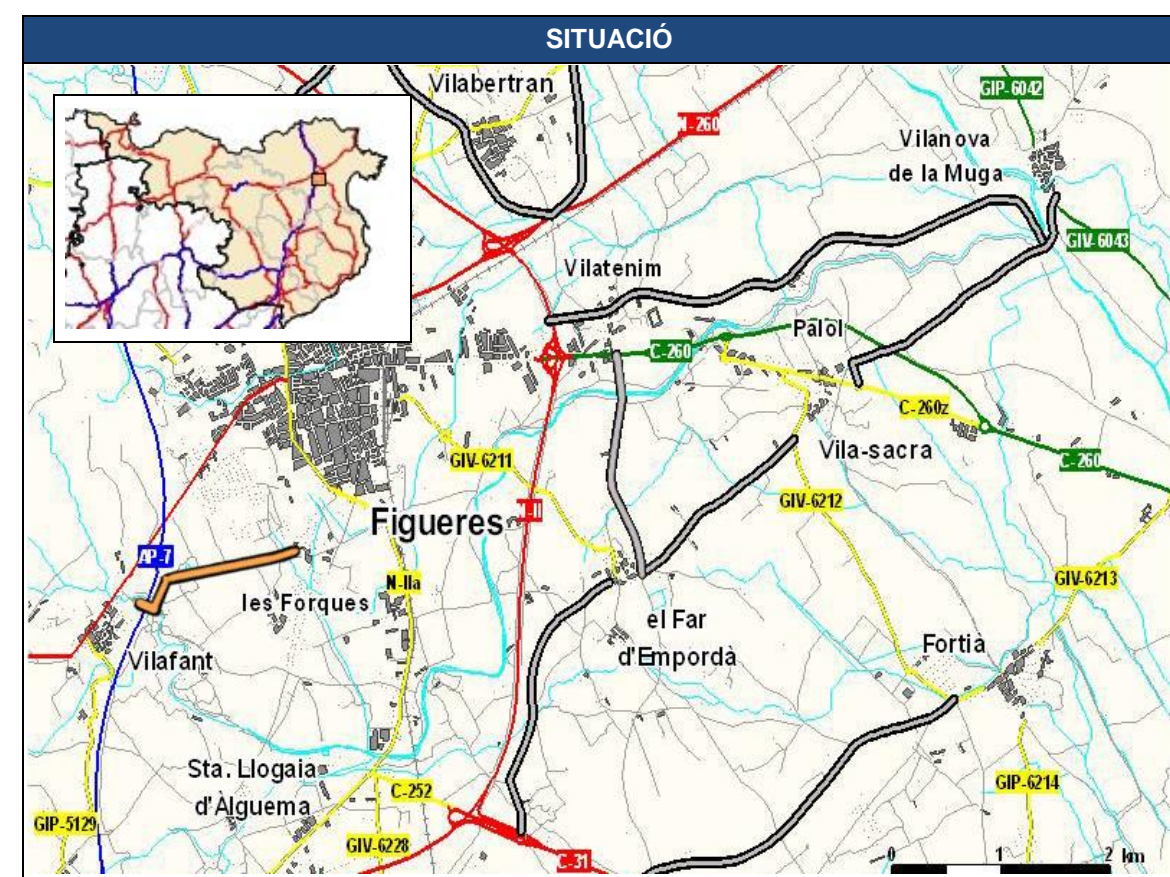 SITUACIÓ
Vilabertran
GIP-6042
N-260
Vilanova
de la Muga
GIV-6043
Vilatenim
Palol
C-260
C-260z
GIV-6211
Vila-sacra
C-260
GIV-6212
Figueres
N-II
AP-7
N-IIa
GIV-6213
les Forques
el Far
d'Empordà
Fortià
Vilafant
Sta. Llogaia
d'Àlguema
C-252
GIP-6214
GIP-5129
GIV-6228
C-31
0 1 2 km